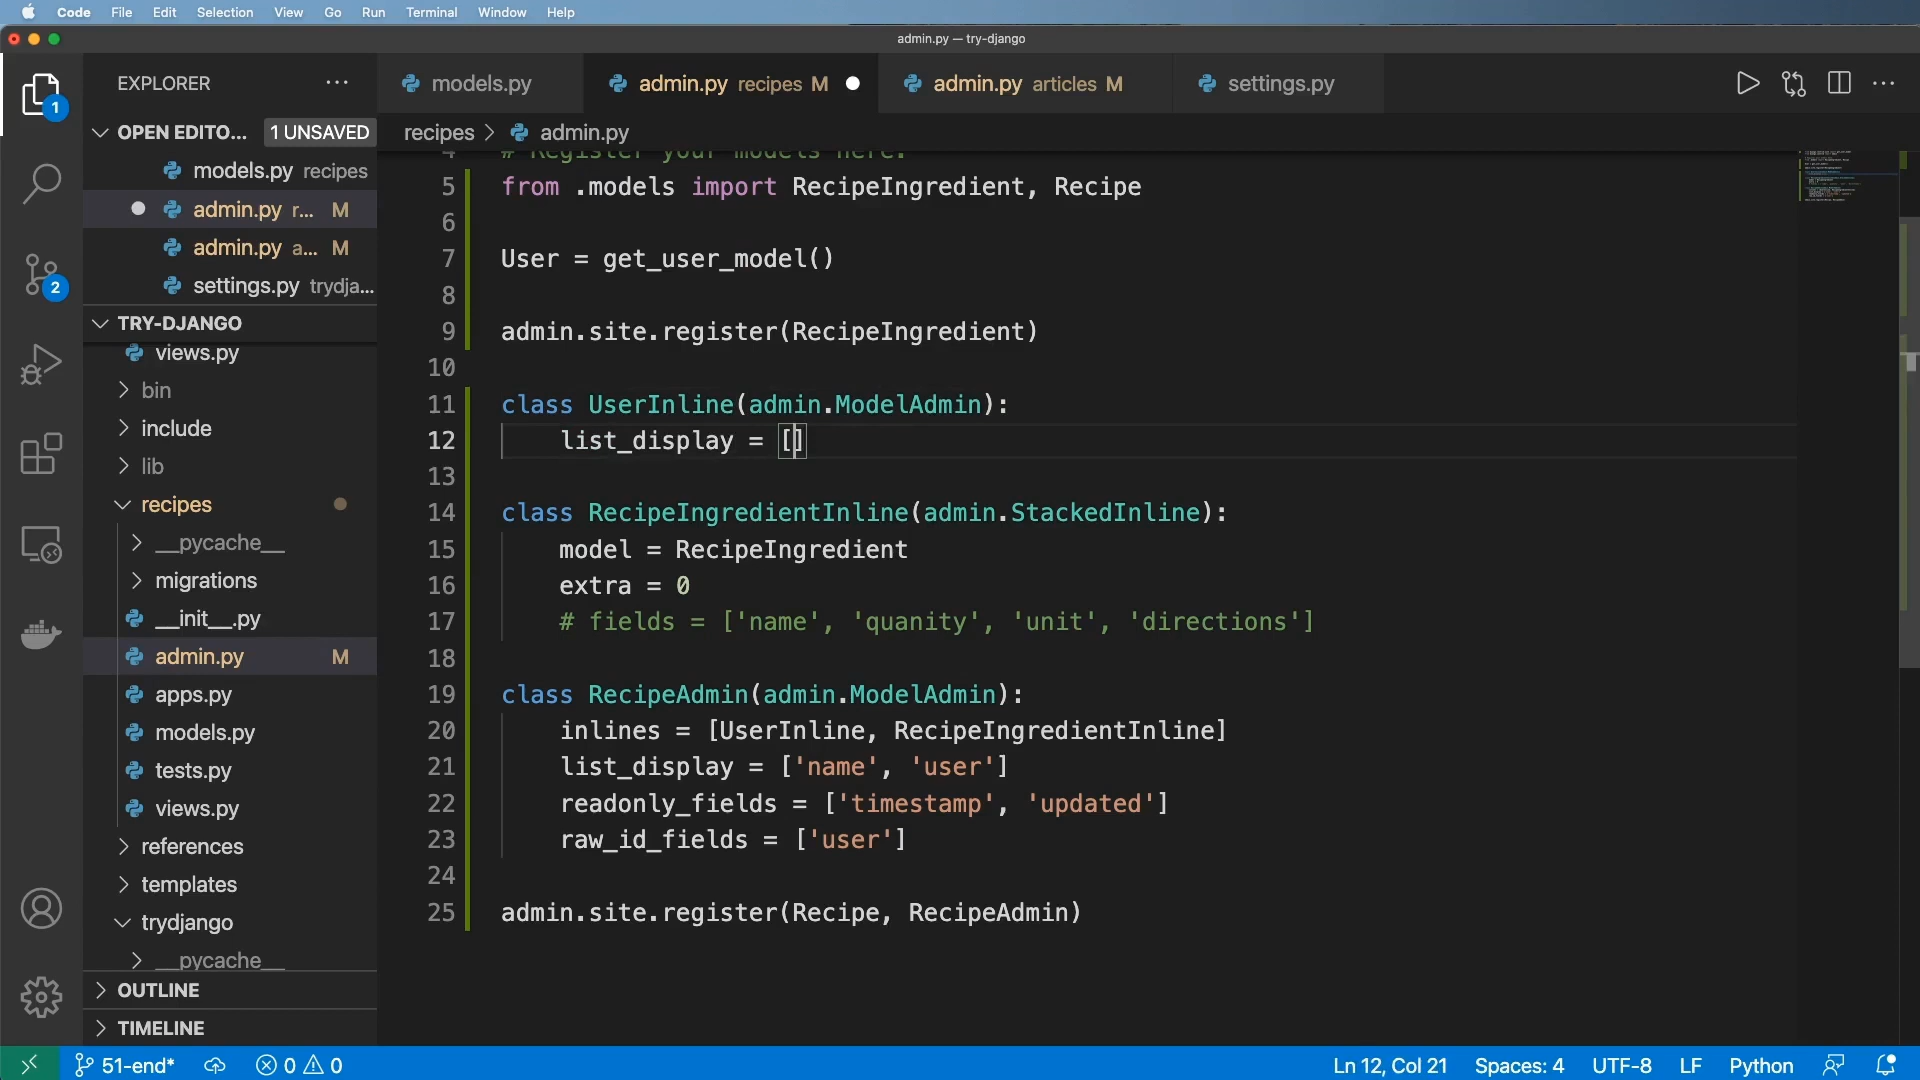 Code File Edit Selection View Go Run Terminal Window Help
admin.py — try-django
EXPLORER
models.py
admin.py recipes M
admin.py articles M
settings.py
OPEN EDITO... 1 UNSAVED
models.py recipes
admin.py r... M
admin.py a... M
settings.py trydja...
TRY-DJANGO
views.py
bin
include
lib
recipes
__pycache__
migrations
__init__.py
admin.py M
apps.py
models.py
tests.py
views.py
references
templates
trydjango
__pycache__
OUTLINE
TIMELINE
1
2
recipes > admin.py
4 # Register your models here.
5 from .models import RecipeIngredient, Recipe
6
7 User = get_user_model()
8
9 admin.site.register(RecipeIngredient)
10
11 class UserInline(admin.ModelAdmin):
12 list_display = []
13
14 class RecipeIngredientInline(admin.StackedInline):
15 model = RecipeIngredient
16 extra = 0
17 # fields = ['name', 'quanity', 'unit', 'directions']
18
19 class RecipeAdmin(admin.ModelAdmin):
20 inlines = [UserInline, RecipeIngredientInline]
21 list_display = ['name', 'user']
22 readonly_fields = ['timestamp', 'updated']
23 raw_id_fields = ['user']
24
25 admin.site.register(Recipe, RecipeAdmin)
51-end* 0 0 Ln 12, Col 21 Spaces: 4 UTF-8 LF Python